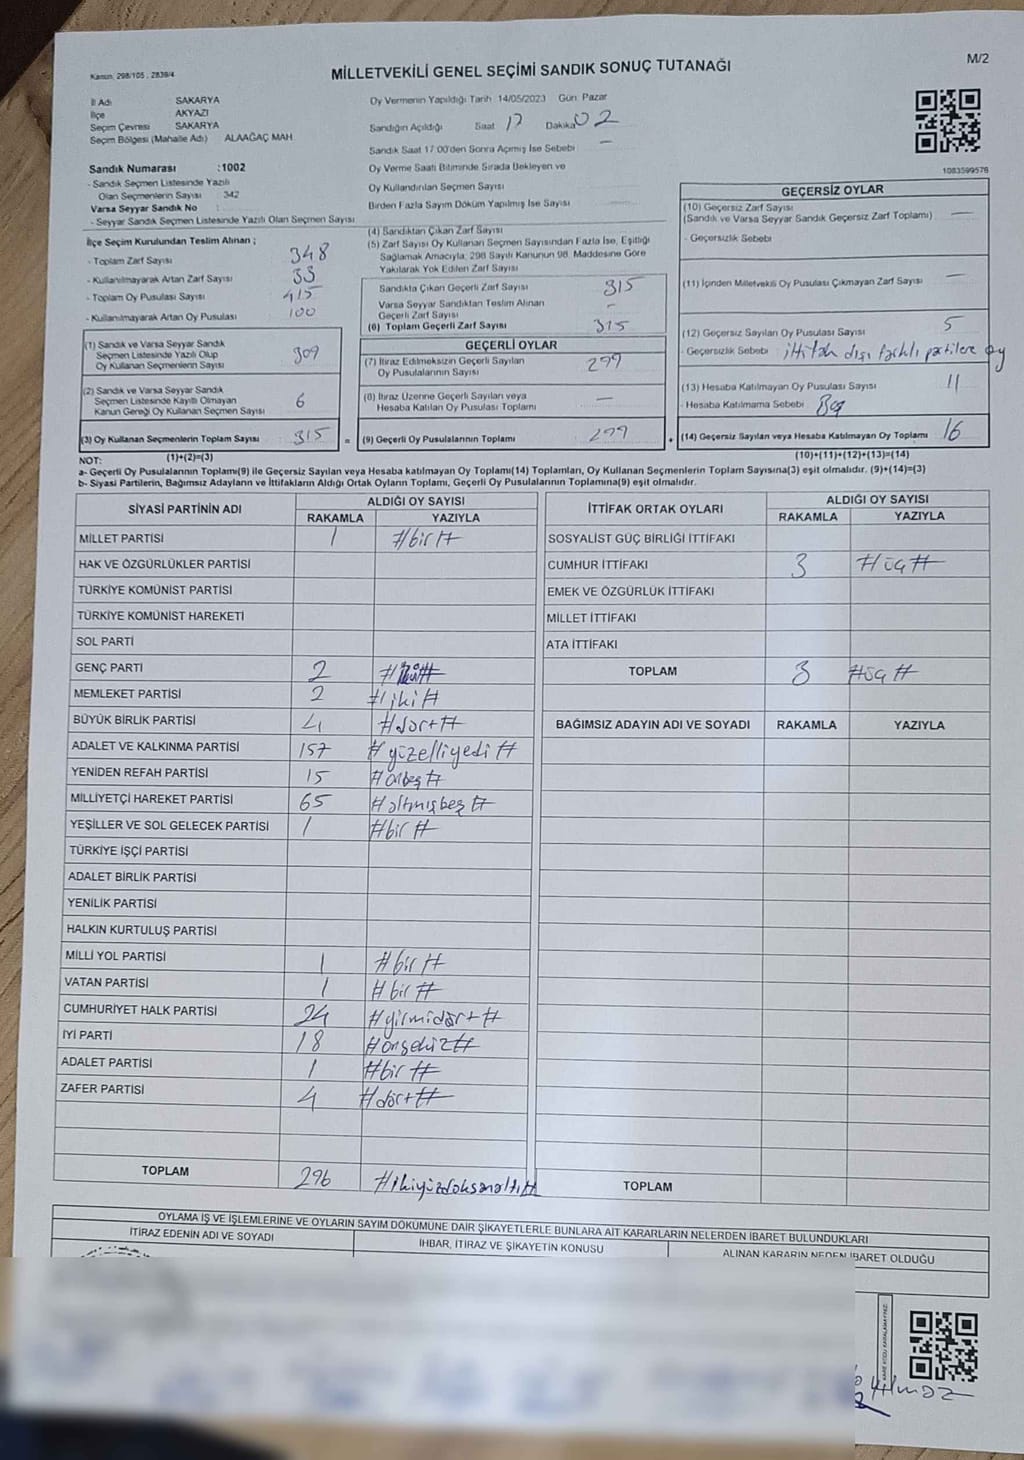 Kanun: 298/105 , 2839/4
MİLLETVEKİLİ GENEL SEÇİMİ SANDIK SONUÇ TUTANAĞI
M/2
İl Adı : SAKARYA
İlçe : AKYAZI
Seçim Çevresi : SAKARYA
Seçim Bölgesi (Mahalle Adı) : ALAAĞAÇ MAH
Oy Vermenin Yapıldığı Tarih 14/05/2023 Gün: Pazar
Sandığın Açıldığı Saat 17 Dakika 02
Sandık Saat 17:00'den Sonra Açımış İse Sebebi : —
Oy Verme Saati Bitiminde Sırada Bekleyen ve
Oy Kullandırılan Seçmen Sayısı
Birden Fazla Sayım Döküm Yapılmış İse Sayısı
1083599576
Sandık Numarası : 1002
- Sandık Seçmen Listesinde Yazılı
Olan Seçmenlerin Sayısı : 342
Varsa Seyyar Sandık No :
- Seyyar Sandık Seçmen Listesinde Yazılı Olan Seçmen Sayısı
İlçe Seçim Kurulundan Teslim Alınan ;
- Toplam Zarf Sayısı 348
- Kullanılmayarak Artan Zarf Sayısı 33
- Toplam Oy Pusulası Sayısı 415
- Kullanılmayarak Artan Oy Pusulası 100
(1) Sandık ve Varsa Seyyar Sandık
Seçmen Listesinde Yazılı Olup
Oy Kullanan Seçmenlerin Sayısı 309
(2) Sandık ve Varsa Seyyar Sandık
Seçmen Listesinde Kayıtlı Olmayan
Kanun Gereği Oy Kullanan Seçmen Sayısı 6
(3) Oy Kullanan Seçmenlerin Toplam Sayısı 315
(1)+(2)=(3)
(4) Sandıktan Çıkan Zarf Sayısı
(5) Zarf Sayısı Oy Kullanan Seçmen Sayısından Fazla İse, Eşitliği
Sağlamak Amacıyla, 298 Sayılı Kanunun 98. Maddesine Göre
Yakılarak Yok Edilen Zarf Sayısı
Sandıkta Çıkan Geçerli Zarf Sayısı 315
Varsa Seyyar Sandıktan Teslim Alınan
Geçerli Zarf Sayısı -
(6) Toplam Geçerli Zarf Sayısı 315
GEÇERLİ OYLAR
(7) İtiraz Edilmeksizin Geçerli Sayılan
Oy Pusulalarının Sayısı 299
(8) İtiraz Üzerine Geçerli Sayılan veya
Hesaba Katılan Oy Pusulası Toplamı —
= (9) Geçerli Oy Pusulalarının Toplamı 299
GEÇERSİZ OYLAR
(10) Geçersiz Zarf Sayısı
(Sandık ve Varsa Seyyar Sandık Geçersiz Zarf Toplamı) —
- Geçersizlik Sebebi
(11) İçinden Milletvekili Oy Pusulası Çıkmayan Zarf Sayısı —
(12) Geçersiz Sayılan Oy Pusulası Sayısı 5
- Geçersizlik Sebebi ittifak dışı farklı partilere oy
(13) Hesaba Katılmayan Oy Pusulası Sayısı 11
- Hesaba Katılmama Sebebi Boş
+ (14) Geçersiz Sayılan veya Hesaba Katılmayan Oy Toplamı 16
(10)+(11)+(12)+(13)=(14)
NOT:
a- Geçerli Oy Pusulalarının Toplamı(9) ile Geçersiz Sayılan veya Hesaba katılmayan Oy Toplamı(14) Toplamları, Oy Kullanan Seçmenlerin Toplam Sayısına(3) eşit olmalıdır. (9)+(14)=(3)
b- Siyasi Partilerin, Bağımsız Adayların ve İttifakların Aldığı Ortak Oyların Toplamı, Geçerli Oy Pusulalarının Toplamına(9) eşit olmalıdır.
SİYASİ PARTİNİN ADI ALDIĞI OY SAYISI
RAKAMLA YAZIYLA
MİLLET PARTİSİ 1 #bir#
HAK VE ÖZGÜRLÜKLER PARTİSİ
TÜRKİYE KOMÜNİST PARTİSİ
TÜRKİYE KOMÜNİST HAREKETİ
SOL PARTİ
GENÇ PARTİ 2
MEMLEKET PARTİSİ 2 #iki#
BÜYÜK BİRLİK PARTİSİ 4 #dört#
ADALET VE KALKINMA PARTİSİ 157 #yüzelliyedi#
YENİDEN REFAH PARTİSİ 15 #onbeş#
MİLLİYETÇİ HAREKET PARTİSİ 65 #altmışbeş#
YEŞİLLER VE SOL GELECEK PARTİSİ 1 #bir#
TÜRKİYE İŞÇİ PARTİSİ
ADALET BİRLİK PARTİSİ
YENİLİK PARTİSİ
HALKIN KURTULUŞ PARTİSİ
MİLLİ YOL PARTİSİ 1 #bir#
VATAN PARTİSİ 1 #bir#
CUMHURİYET HALK PARTİSİ 24 #yirmidört#
İYİ PARTİ 18 #onsekiz#
ADALET PARTİSİ 1 #bir#
ZAFER PARTİSİ 4 #dört#
TOPLAM 296 #ikiyüzdoksanaltı#
İTTİFAK ORTAK OYLARI ALDIĞI OY SAYISI
RAKAMLA YAZIYLA
SOSYALİST GÜÇ BİRLİĞİ İTTİFAKI
CUMHUR İTTİFAKI 3 #üç#
EMEK VE ÖZGÜRLÜK İTTİFAKI
MİLLET İTTİFAKI
ATA İTTİFAKI
TOPLAM 3 #üç#
BAĞIMSIZ ADAYIN ADI VE SOYADI RAKAMLA YAZIYLA
TOPLAM
OYLAMA İŞ VE İŞLEMLERİNE VE OYLARIN SAYIM DÖKÜMÜNE DAİR ŞİKAYETLERLE BUNLARA AİT KARARLARIN NELERDEN İBARET BULUNDUKLARI
İTİRAZ EDENİN ADI VE SOYADI
İHBAR, İTİRAZ VE ŞİKAYETİN KONUSU
ALINAN KARARIN NEDEN İBARET OLDUĞU
Yılmaz